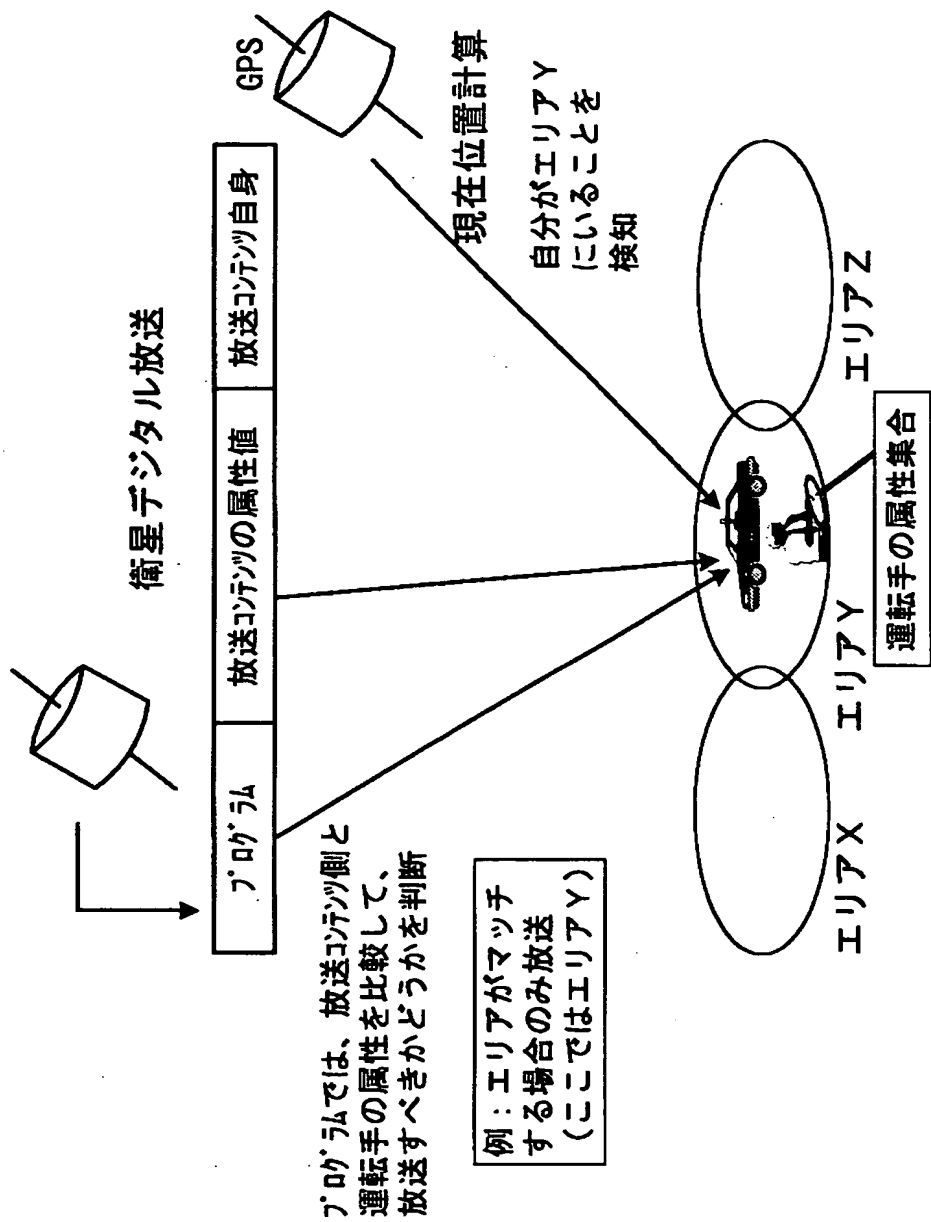 衛星デジタル放送
GPS
プログラム
放送コンテンツの属性値
放送コンテンツ自身
プログラムでは、放送コンテンツ側と
運転手の属性を比較して、
放送すべきかどうかを判断
現在位置計算
自分がエリアY
にいることを
検知
例：エリアがマッチ
する場合のみ放送
(ここではエリアY)
エリアX
エリアY
エリアZ
運転手の属性集合